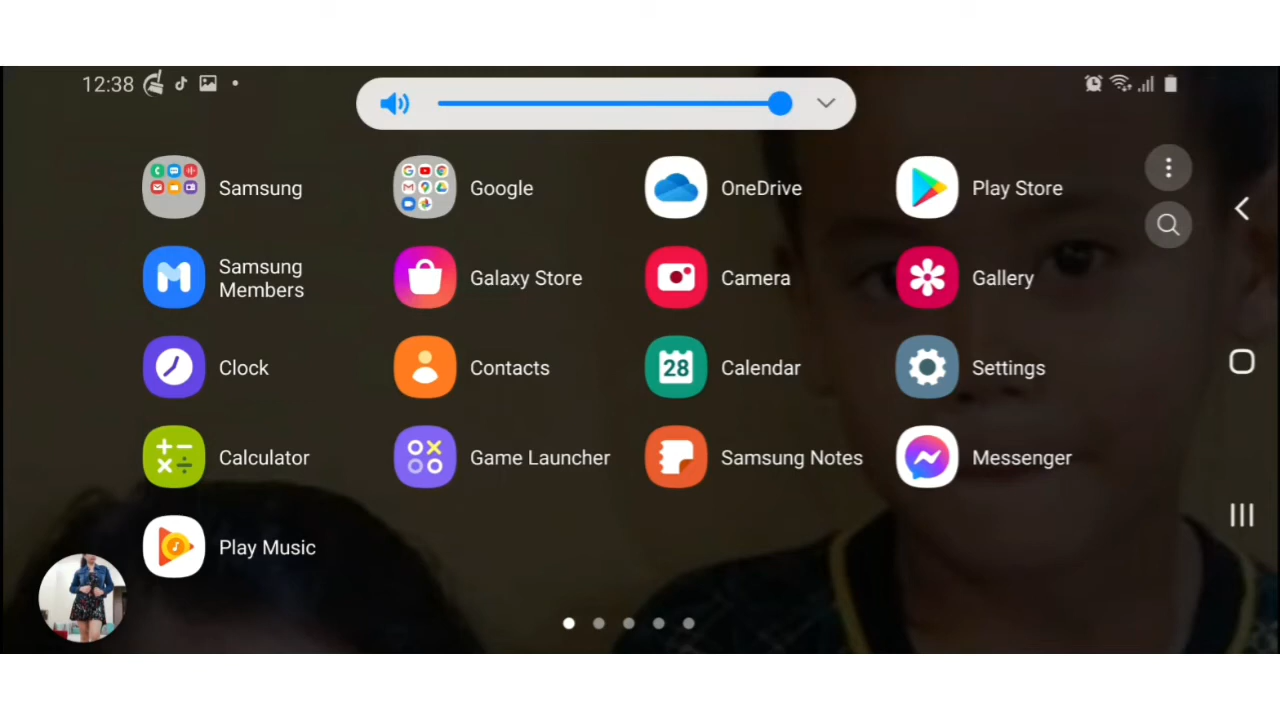 12:38
Samsung
Google
OneDrive
Play Store
Samsung
Members
Galaxy Store
Camera
Gallery
Clock
Contacts
28
Calendar
Settings
Calculator
Game Launcher
Samsung Notes
Messenger
Play Music